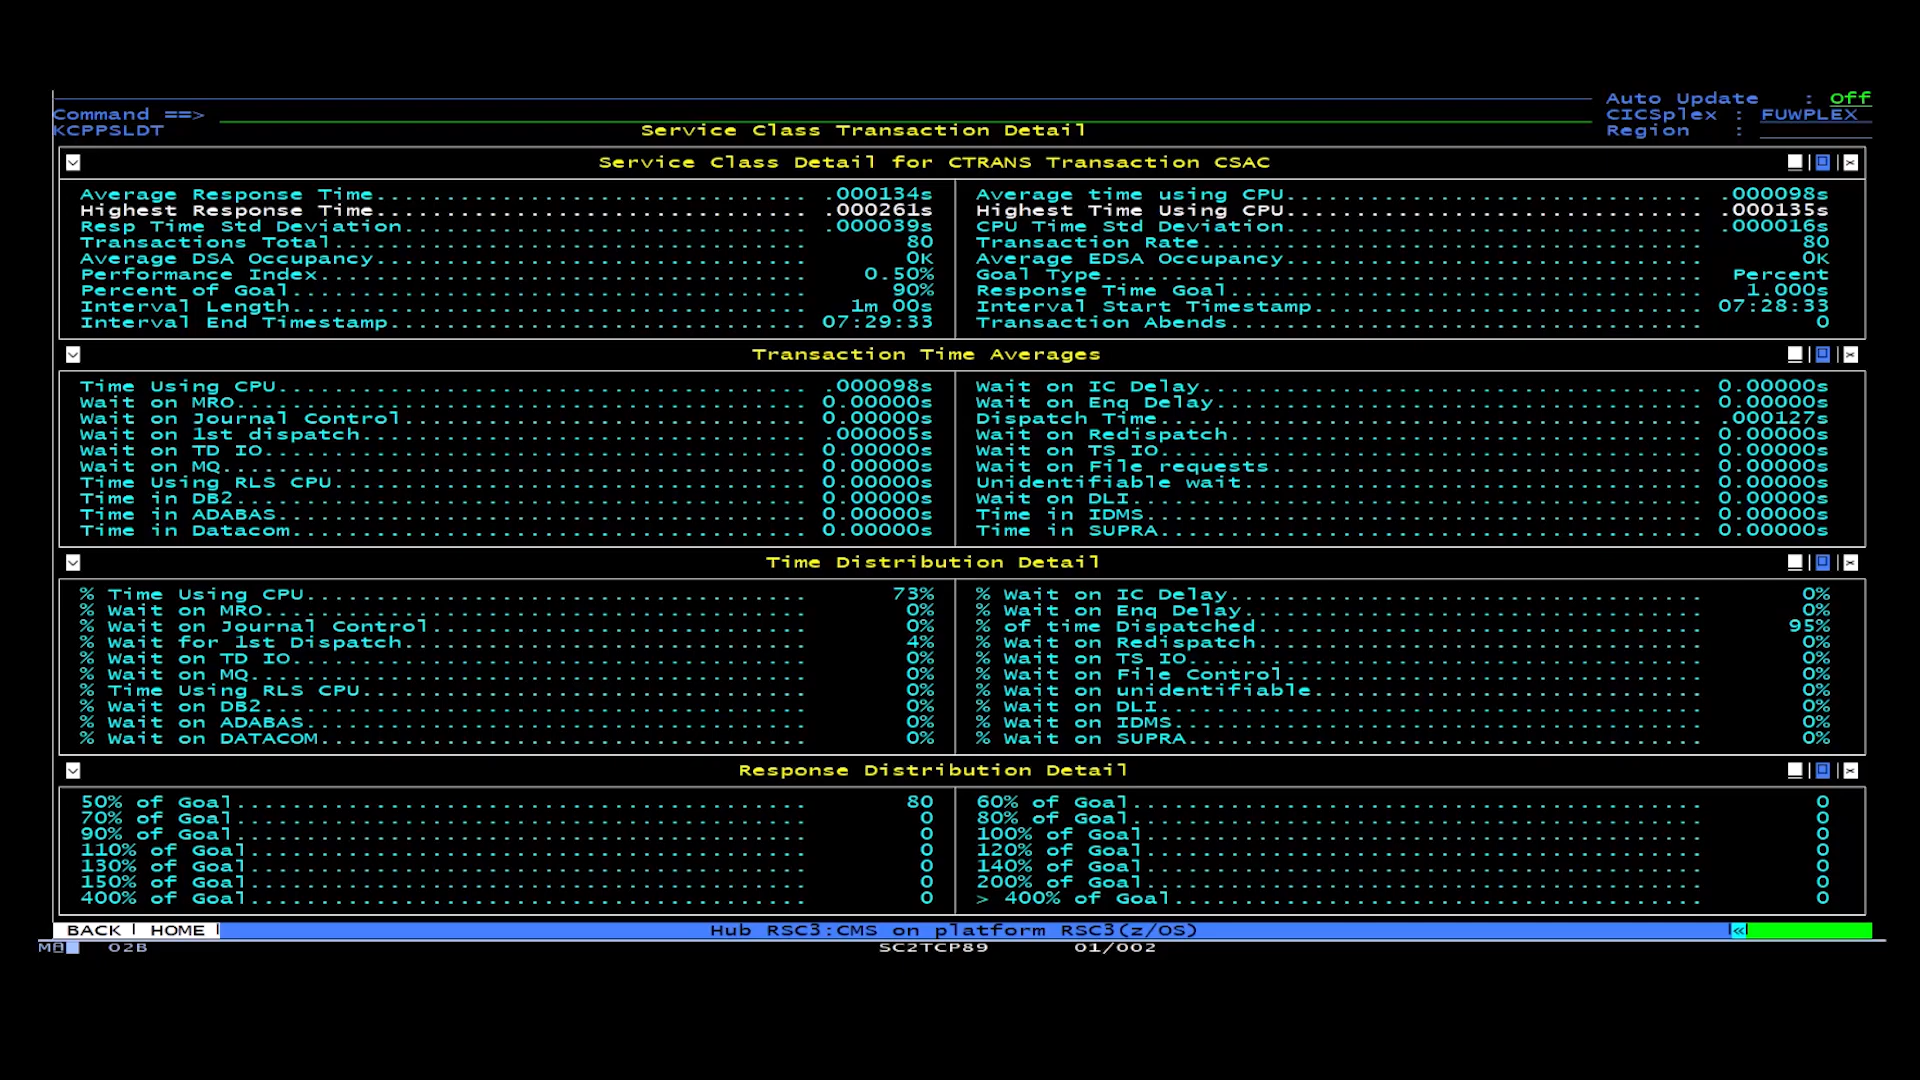 Auto Update : Off
Command ==> CICSplex : FUWPLEX
KCPPSLDT Service Class Transaction Detail Region :
Service Class Detail for CTRANS Transaction CSAC
Average Response Time .000134s Average time using CPU .000098s
Highest Response Time .000261s Highest Time Using CPU .000135s
Resp Time Std Deviation .000039s CPU Time Std Deviation .000016s
Transactions Total 80 Transaction Rate 80
Average DSA Occupancy 0K Average EDSA Occupancy 0K
Performance Index 0.50% Goal Type Percent
Percent of Goal 90% Response Time Goal 1.000s
Interval Length 1m 00s Interval Start Timestamp 07:28:33
Interval End Timestamp 07:29:33 Transaction Abends 0
Transaction Time Averages
Time Using CPU .000098s Wait on IC Delay 0.00000s
Wait on MRO 0.00000s Wait on Enq Delay 0.00000s
Wait on Journal Control 0.00000s Dispatch Time .000127s
Wait on 1st dispatch .000005s Wait on Redispatch 0.00000s
Wait on TD IO 0.00000s Wait on TS IO 0.00000s
Wait on MQ 0.00000s Wait on File requests 0.00000s
Time Using RLS CPU 0.00000s Unidentifiable wait 0.00000s
Time in DB2 0.00000s Wait on DLI 0.00000s
Time in ADABAS 0.00000s Time in IDMS 0.00000s
Time in Datacom 0.00000s Time in SUPRA 0.00000s
Time Distribution Detail
% Time Using CPU 73% % Wait on IC Delay 0%
% Wait on MRO 0% % Wait on Enq Delay 0%
% Wait on Journal Control 0% % of time Dispatched 95%
% Wait for 1st Dispatch 4% % Wait on Redispatch 0%
% Wait on TD IO 0% % Wait on TS IO 0%
% Wait on MQ 0% % Wait on File Control 0%
% Time Using RLS CPU 0% % Wait on unidentifiable 0%
% Wait on DB2 0% % Wait on DLI 0%
% Wait on ADABAS 0% % Wait on IDMS 0%
% Wait on DATACOM 0% % Wait on SUPRA 0%
Response Distribution Detail
50% of Goal 80 60% of Goal 0
70% of Goal 0 80% of Goal 0
90% of Goal 0 100% of Goal 0
110% of Goal 0 120% of Goal 0
130% of Goal 0 140% of Goal 0
150% of Goal 0 200% of Goal 0
400% of Goal 0 > 400% of Goal 0
BACK | HOME | Hub RSC3:CMS on platform RSC3(z/OS) «
02B SC2TCP89 01/002